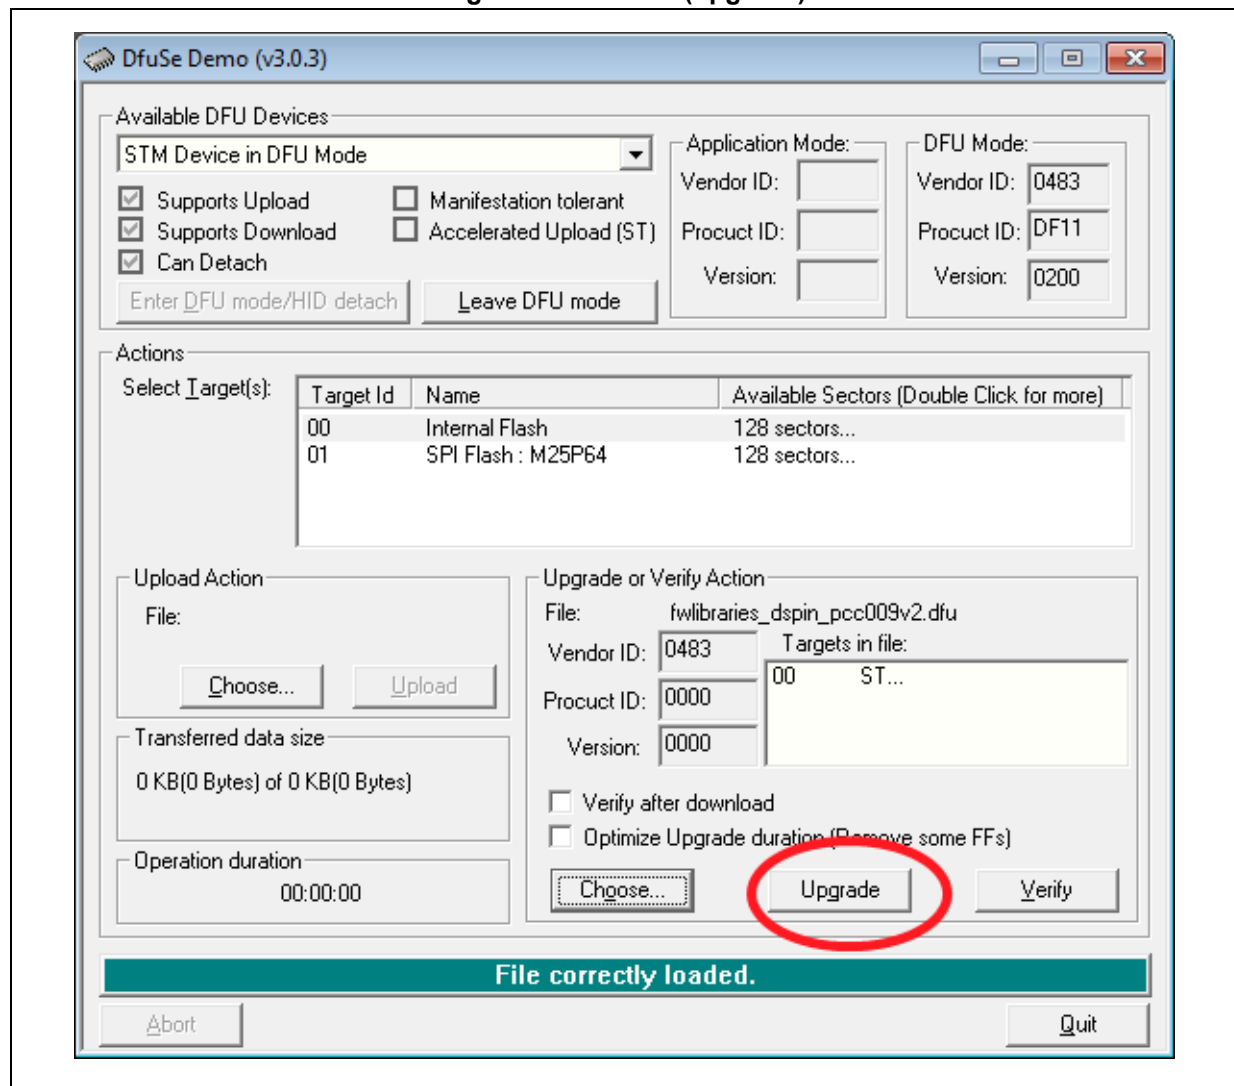 DfuSe Demo (v3.0.3)
Available DFU Devices
STM Device in DFU Mode
Supports Upload
Manifestation tolerant
Supports Download
Accelerated Upload (ST)
Can Detach
Enter DFU mode/HID detach
Leave DFU mode
Application Mode:
Vendor ID:
Procuct ID:
Version:
DFU Mode:
Vendor ID: 0483
Procuct ID: DF11
Version: 0200
Actions
Select Target(s):
Target Id Name Available Sectors (Double Click for more)
00 Internal Flash 128 sectors...
01 SPI Flash : M25P64 128 sectors...
Upload Action
File:
Choose...
Upload
Transferred data size
0 KB(0 Bytes) of 0 KB(0 Bytes)
Operation duration
00:00:00
Upgrade or Verify Action
File: fwlibraries_dspin_pcc009v2.dfu
Vendor ID: 0483
Procuct ID: 0000
Version: 0000
Targets in file:
00 ST...
Verify after download
Optimize Upgrade duration (Remove some FFs)
Choose...
Upgrade
Verify
File correctly loaded.
Abort
Quit